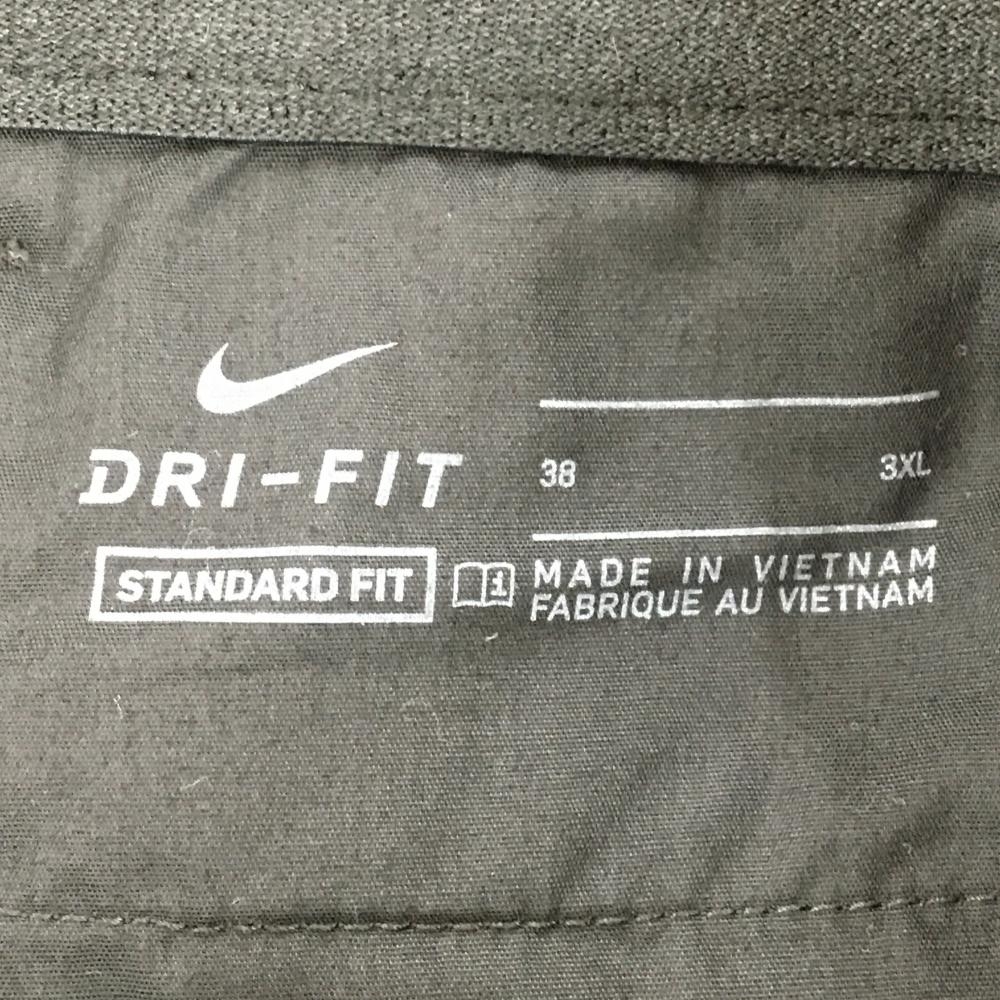 DRI-FIT
STANDARD FIT
38 3XL
1
MADE IN VIETNAM
FABRIQUE AU VIETNAM